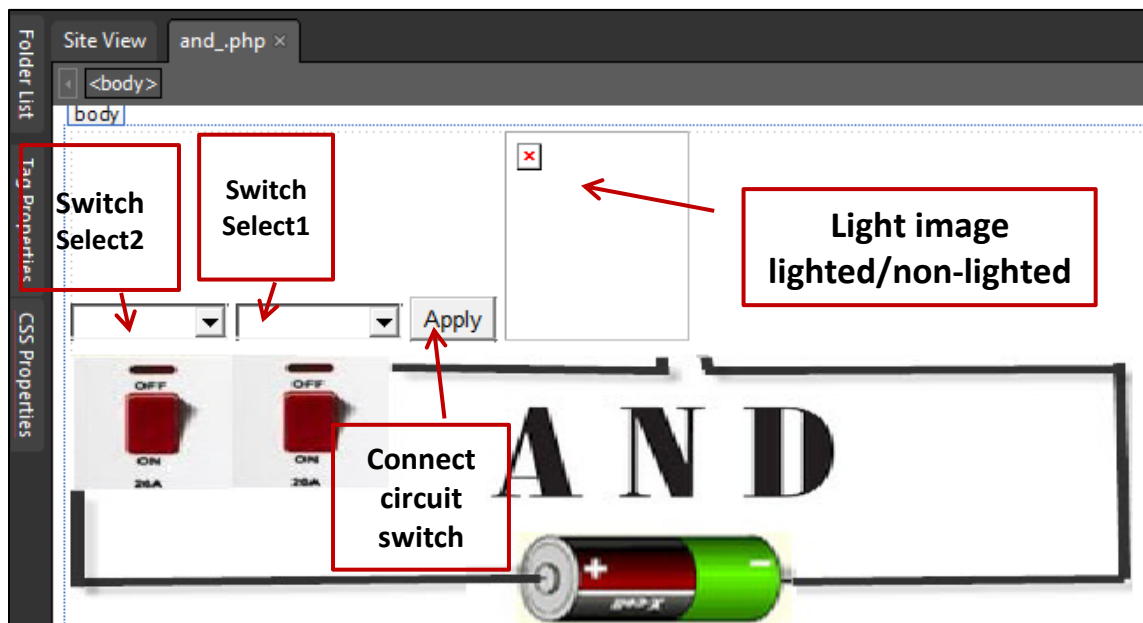 Folder List
Site View
and_.php ×
<body>
body
Tag Properties
Switch
Select2
Switch
Select1
Light image
lighted/non-lighted
CSS Properties
Apply
OFF
ON
20A
OFF
ON
20A
Connect
circuit
switch
AND
+
-